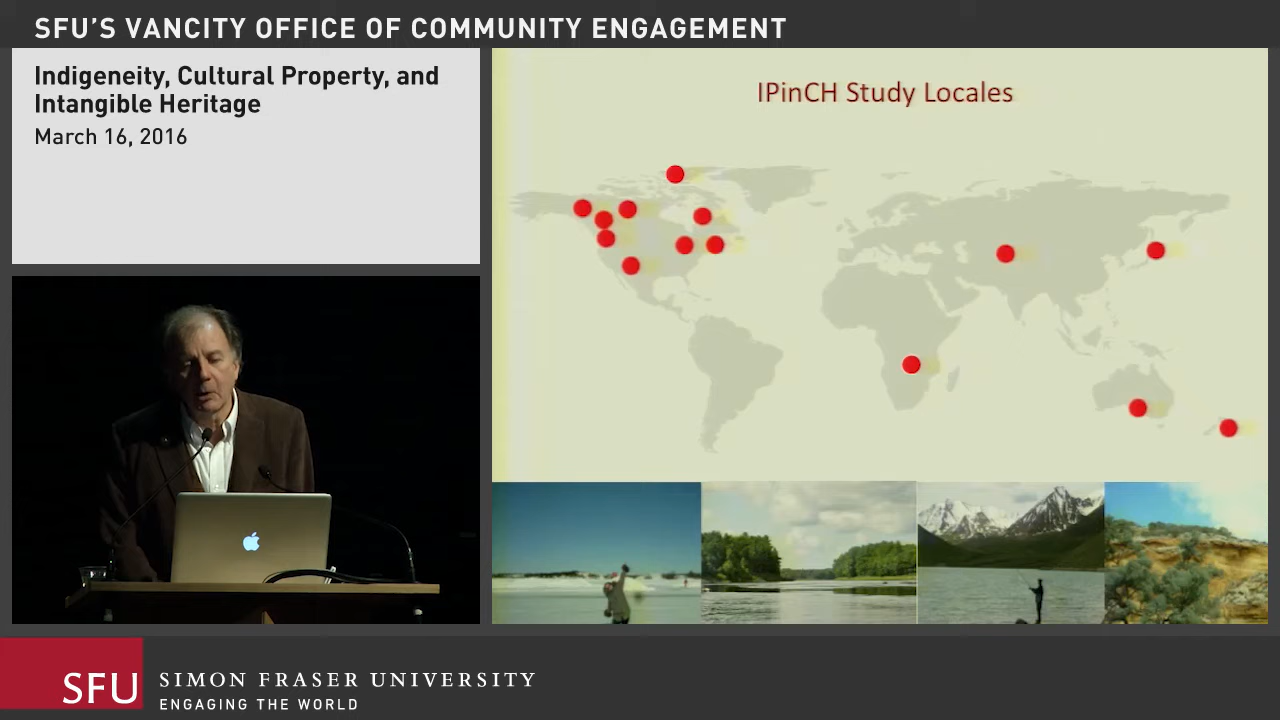 SFU'S VANCITY OFFICE OF COMMUNITY ENGAGEMENT
Indigeneity, Cultural Property, and
Intangible Heritage
March 16, 2016
IPinCH Study Locales
SFU
SIMON FRASER UNIVERSITY
ENGAGING THE WORLD